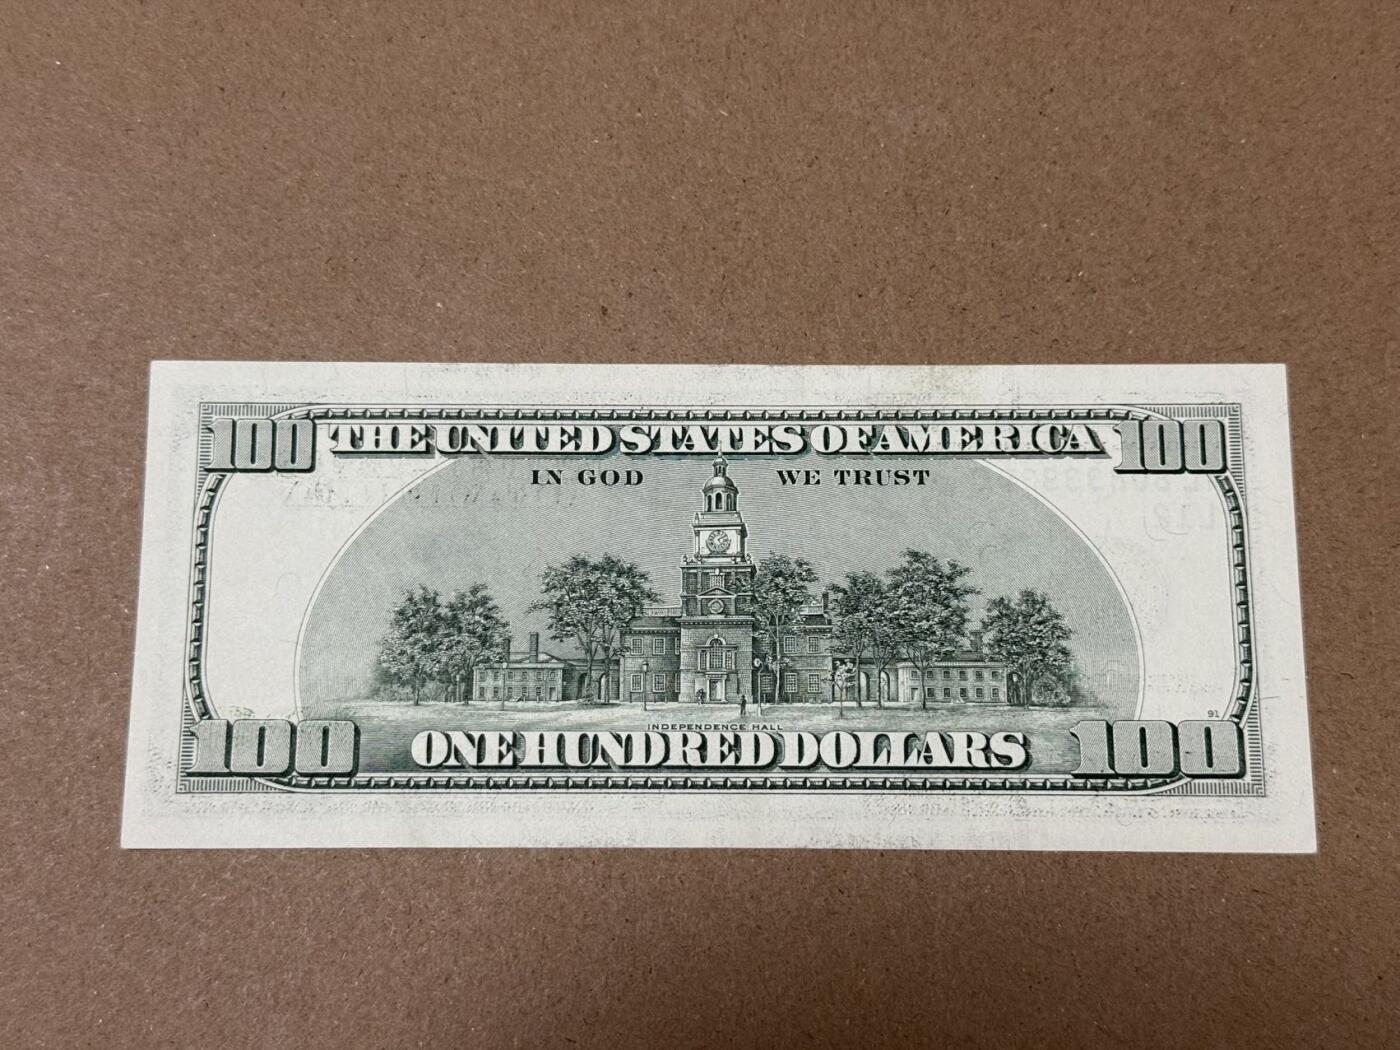 100 THE UNITED STATES OF AMERICA 100
IN GOD WE TRUST
91
INDEPENDENCE HALL
100 ONE HUNDRED DOLLARS 100